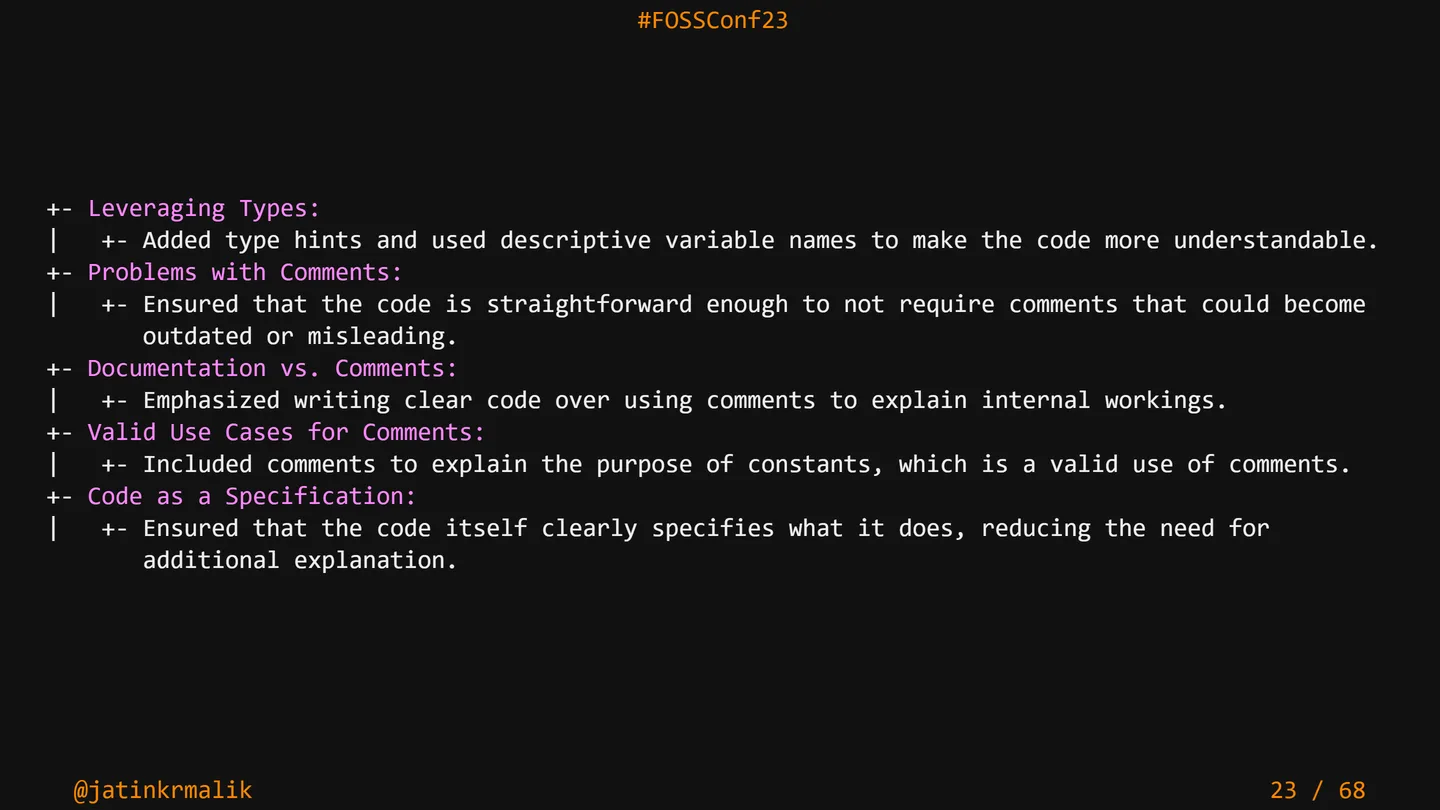 #FOSSConf23
+- Leveraging Types:
|   +- Added type hints and used descriptive variable names to make the code more understandable.
+- Problems with Comments:
|   +- Ensured that the code is straightforward enough to not require comments that could become
       outdated or misleading.
+- Documentation vs. Comments:
|   +- Emphasized writing clear code over using comments to explain internal workings.
+- Valid Use Cases for Comments:
|   +- Included comments to explain the purpose of constants, which is a valid use of comments.
+- Code as a Specification:
|   +- Ensured that the code itself clearly specifies what it does, reducing the need for
       additional explanation.
@jatinkrmalik
23 / 68